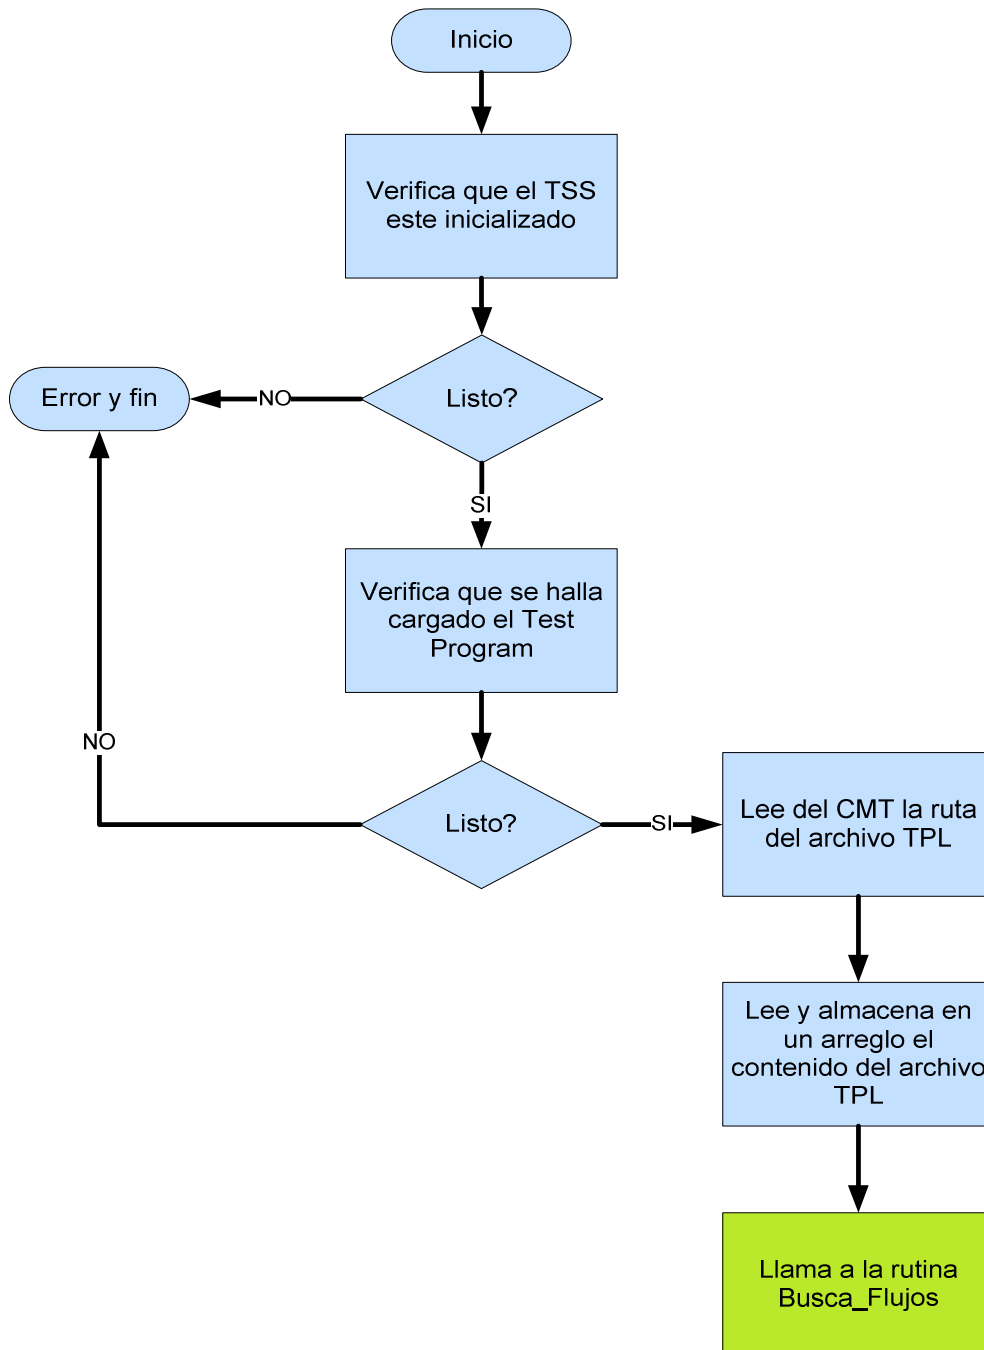 Inicio
Verifica que el TSS
este inicializado
Listo?
NO
Error y fin
SI
Verifica que se halla
cargado el Test
Program
NO
Listo?
SI
Lee del CMT la ruta
del archivo TPL
Lee y almacena en
un arreglo el
contenido del archivo
TPL
Llama a la rutina
Busca_Flujos